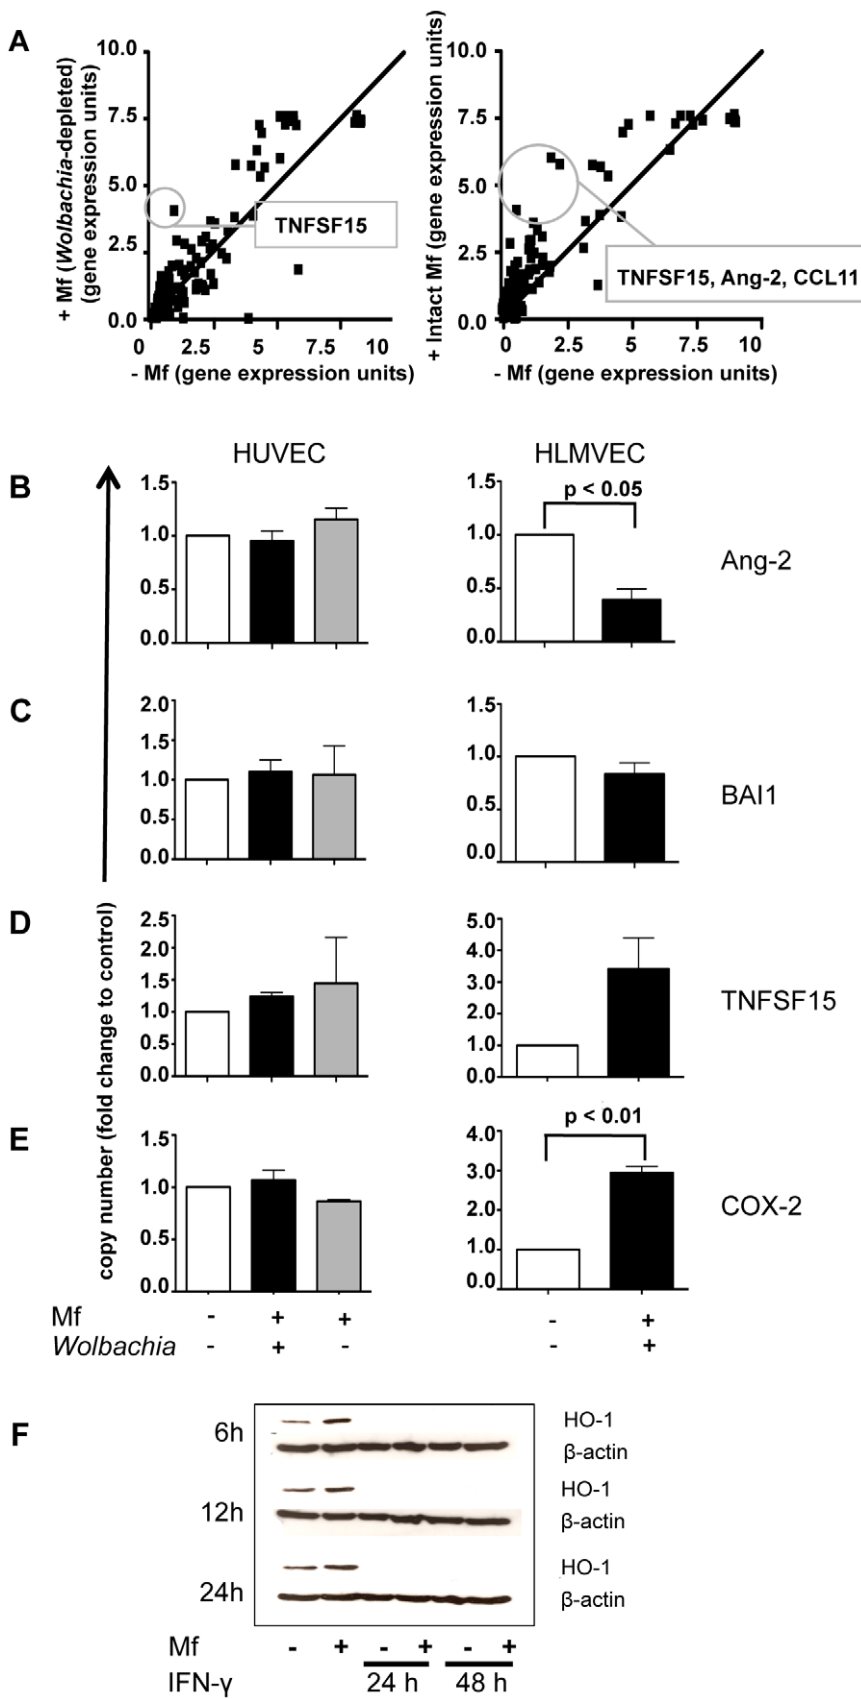 A
+ Mf (Wolbachia-depleted)
(gene expression units)
10.0
7.5
5.0
2.5
0.0
0
2.5
5
7.5
10
- Mf (gene expression units)
TNFSF15
+ Intact Mf (gene expression units)
10.0
7.5
5.0
2.5
0.0
0
2.5
5
7.5
10
- Mf (gene expression units)
TNFSF15, Ang-2, CCL11
HUVEC
HLMVEC
B
1.5
1.0
0.5
0.0
1.5
1.0
0.5
0.0
p < 0.05
Ang-2
C
2.0
1.5
1.0
0.5
0.0
1.5
1.0
0.5
0.0
BAI1
copy number (fold change to control)
D
2.5
2.0
1.5
1.0
0.5
0.0
5.0
4.0
3.0
2.0
1.0
0.0
TNFSF15
E
1.5
1.0
0.5
0.0
4.0
3.0
2.0
1.0
0.0
p < 0.01
COX-2
Mf - + + - +
Wolbachia - + - - +
F
6h
HO-1
β-actin
12h
HO-1
β-actin
24h
HO-1
β-actin
Mf - + - + - +
IFN-γ 24 h 48 h